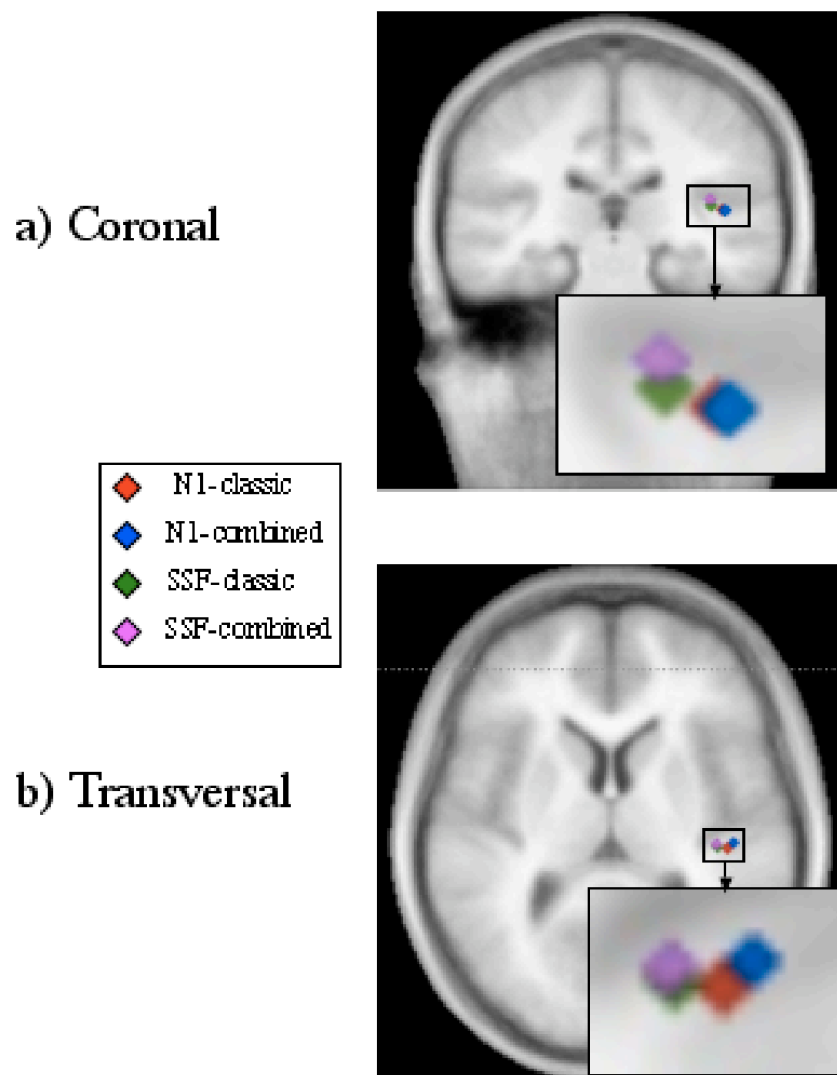 a) Coronal
N1-classic
N1-combined
SSF-classic
SSF-combined
b) Transversal